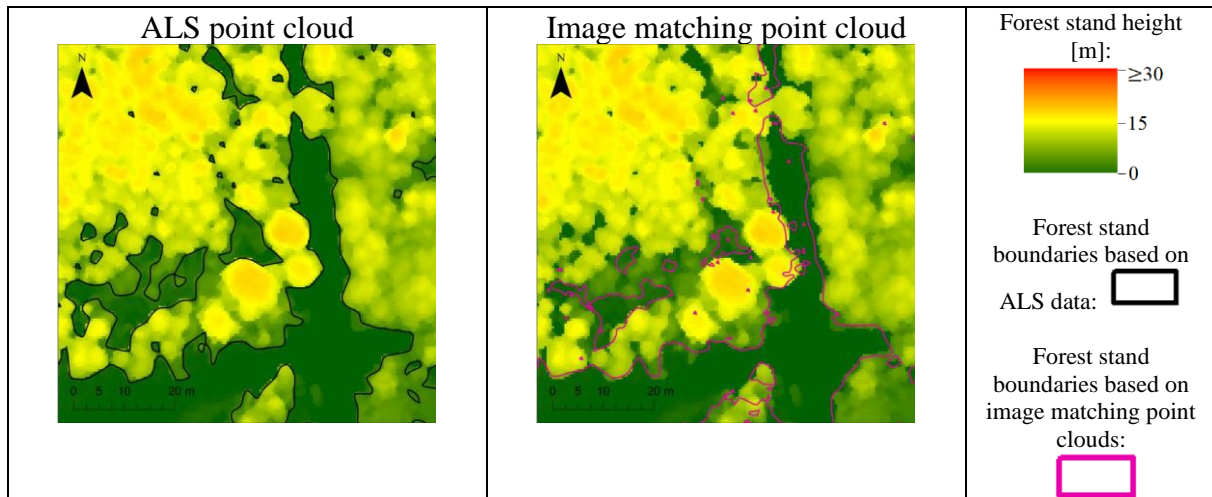 ALS point cloud
N
0 5 10 20 m
Image matching point cloud
N
0 5 10 20 m
Forest stand height
[m]:
≥30
15
0
Forest stand
boundaries based on
ALS data:
Forest stand
boundaries based on
image matching point
clouds: